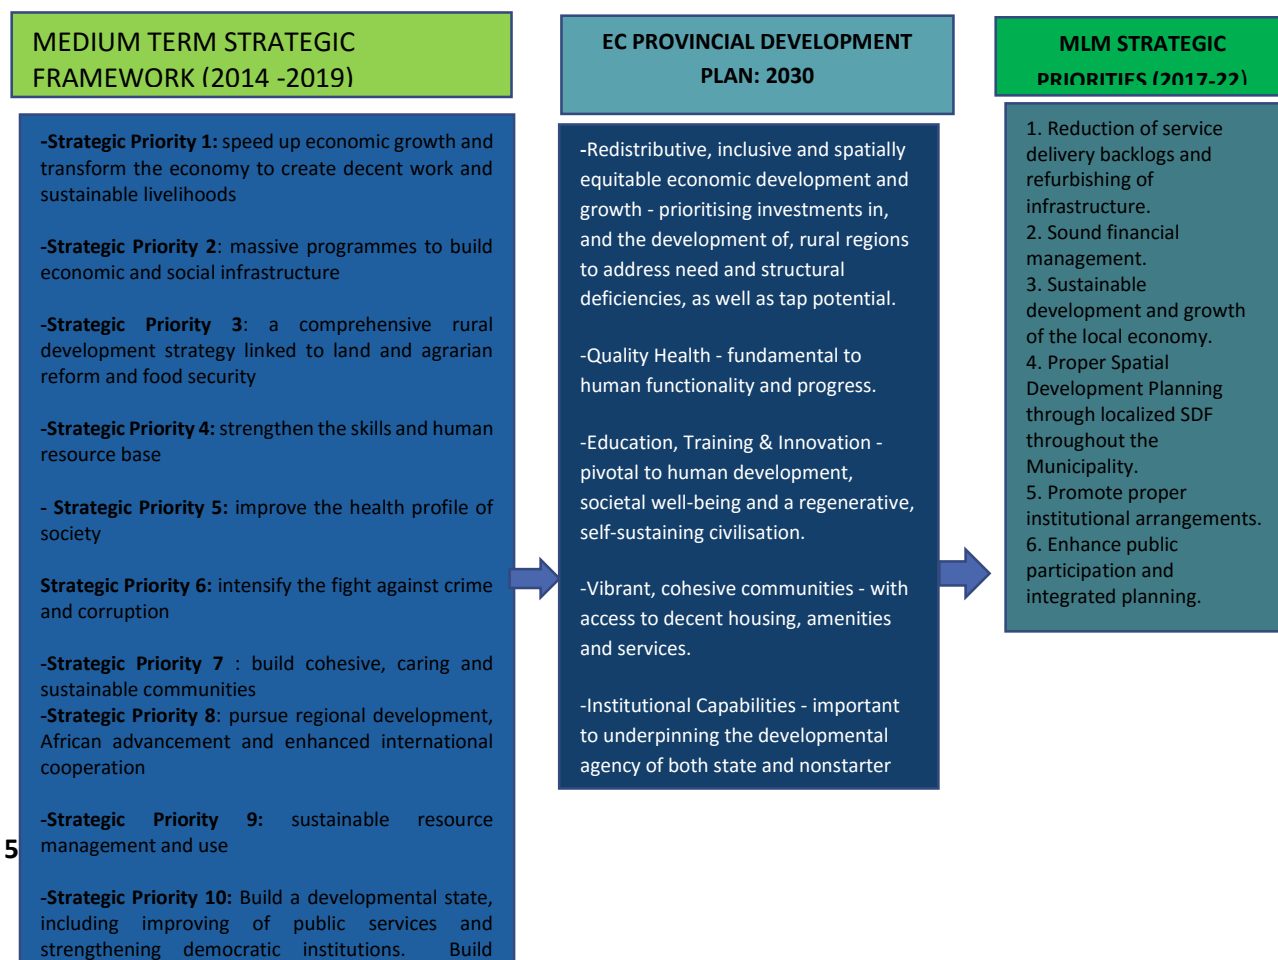 MEDIUM TERM STRATEGIC
FRAMEWORK (2014 -2019)
-Strategic Priority 1: speed up economic growth and
transform the economy to create decent work and
sustainable livelihoods
-Strategic Priority 2: massive programmes to build
economic and social infrastructure
-Strategic Priority 3: a comprehensive rural
development strategy linked to land and agrarian
reform and food security
-Strategic Priority 4: strengthen the skills and human
resource base
- Strategic Priority 5: improve the health profile of
society
Strategic Priority 6: intensify the fight against crime
and corruption
-Strategic Priority 7 : build cohesive, caring and
sustainable communities
-Strategic Priority 8: pursue regional development,
African advancement and enhanced international
cooperation
-Strategic Priority 9: sustainable resource
management and use
-Strategic Priority 10: Build a developmental state,
including improving of public services and
strengthening democratic institutions. Build
5
EC PROVINCIAL DEVELOPMENT
PLAN: 2030
-Redistributive, inclusive and spatially
equitable economic development and
growth - prioritising investments in,
and the development of, rural regions
to address need and structural
deficiencies, as well as tap potential.
-Quality Health - fundamental to
human functionality and progress.
-Education, Training & Innovation -
pivotal to human development,
societal well-being and a regenerative,
self-sustaining civilisation.
-Vibrant, cohesive communities - with
access to decent housing, amenities
and services.
-Institutional Capabilities - important
to underpinning the developmental
agency of both state and nonstarter
MLM STRATEGIC
PRIORITIES (2017-22)
1. Reduction of service
delivery backlogs and
refurbishing of
infrastructure.
2. Sound financial
management.
3. Sustainable
development and growth
of the local economy.
4. Proper Spatial
Development Planning
through localized SDF
throughout the
Municipality.
5. Promote proper
institutional arrangements.
6. Enhance public
participation and
integrated planning.